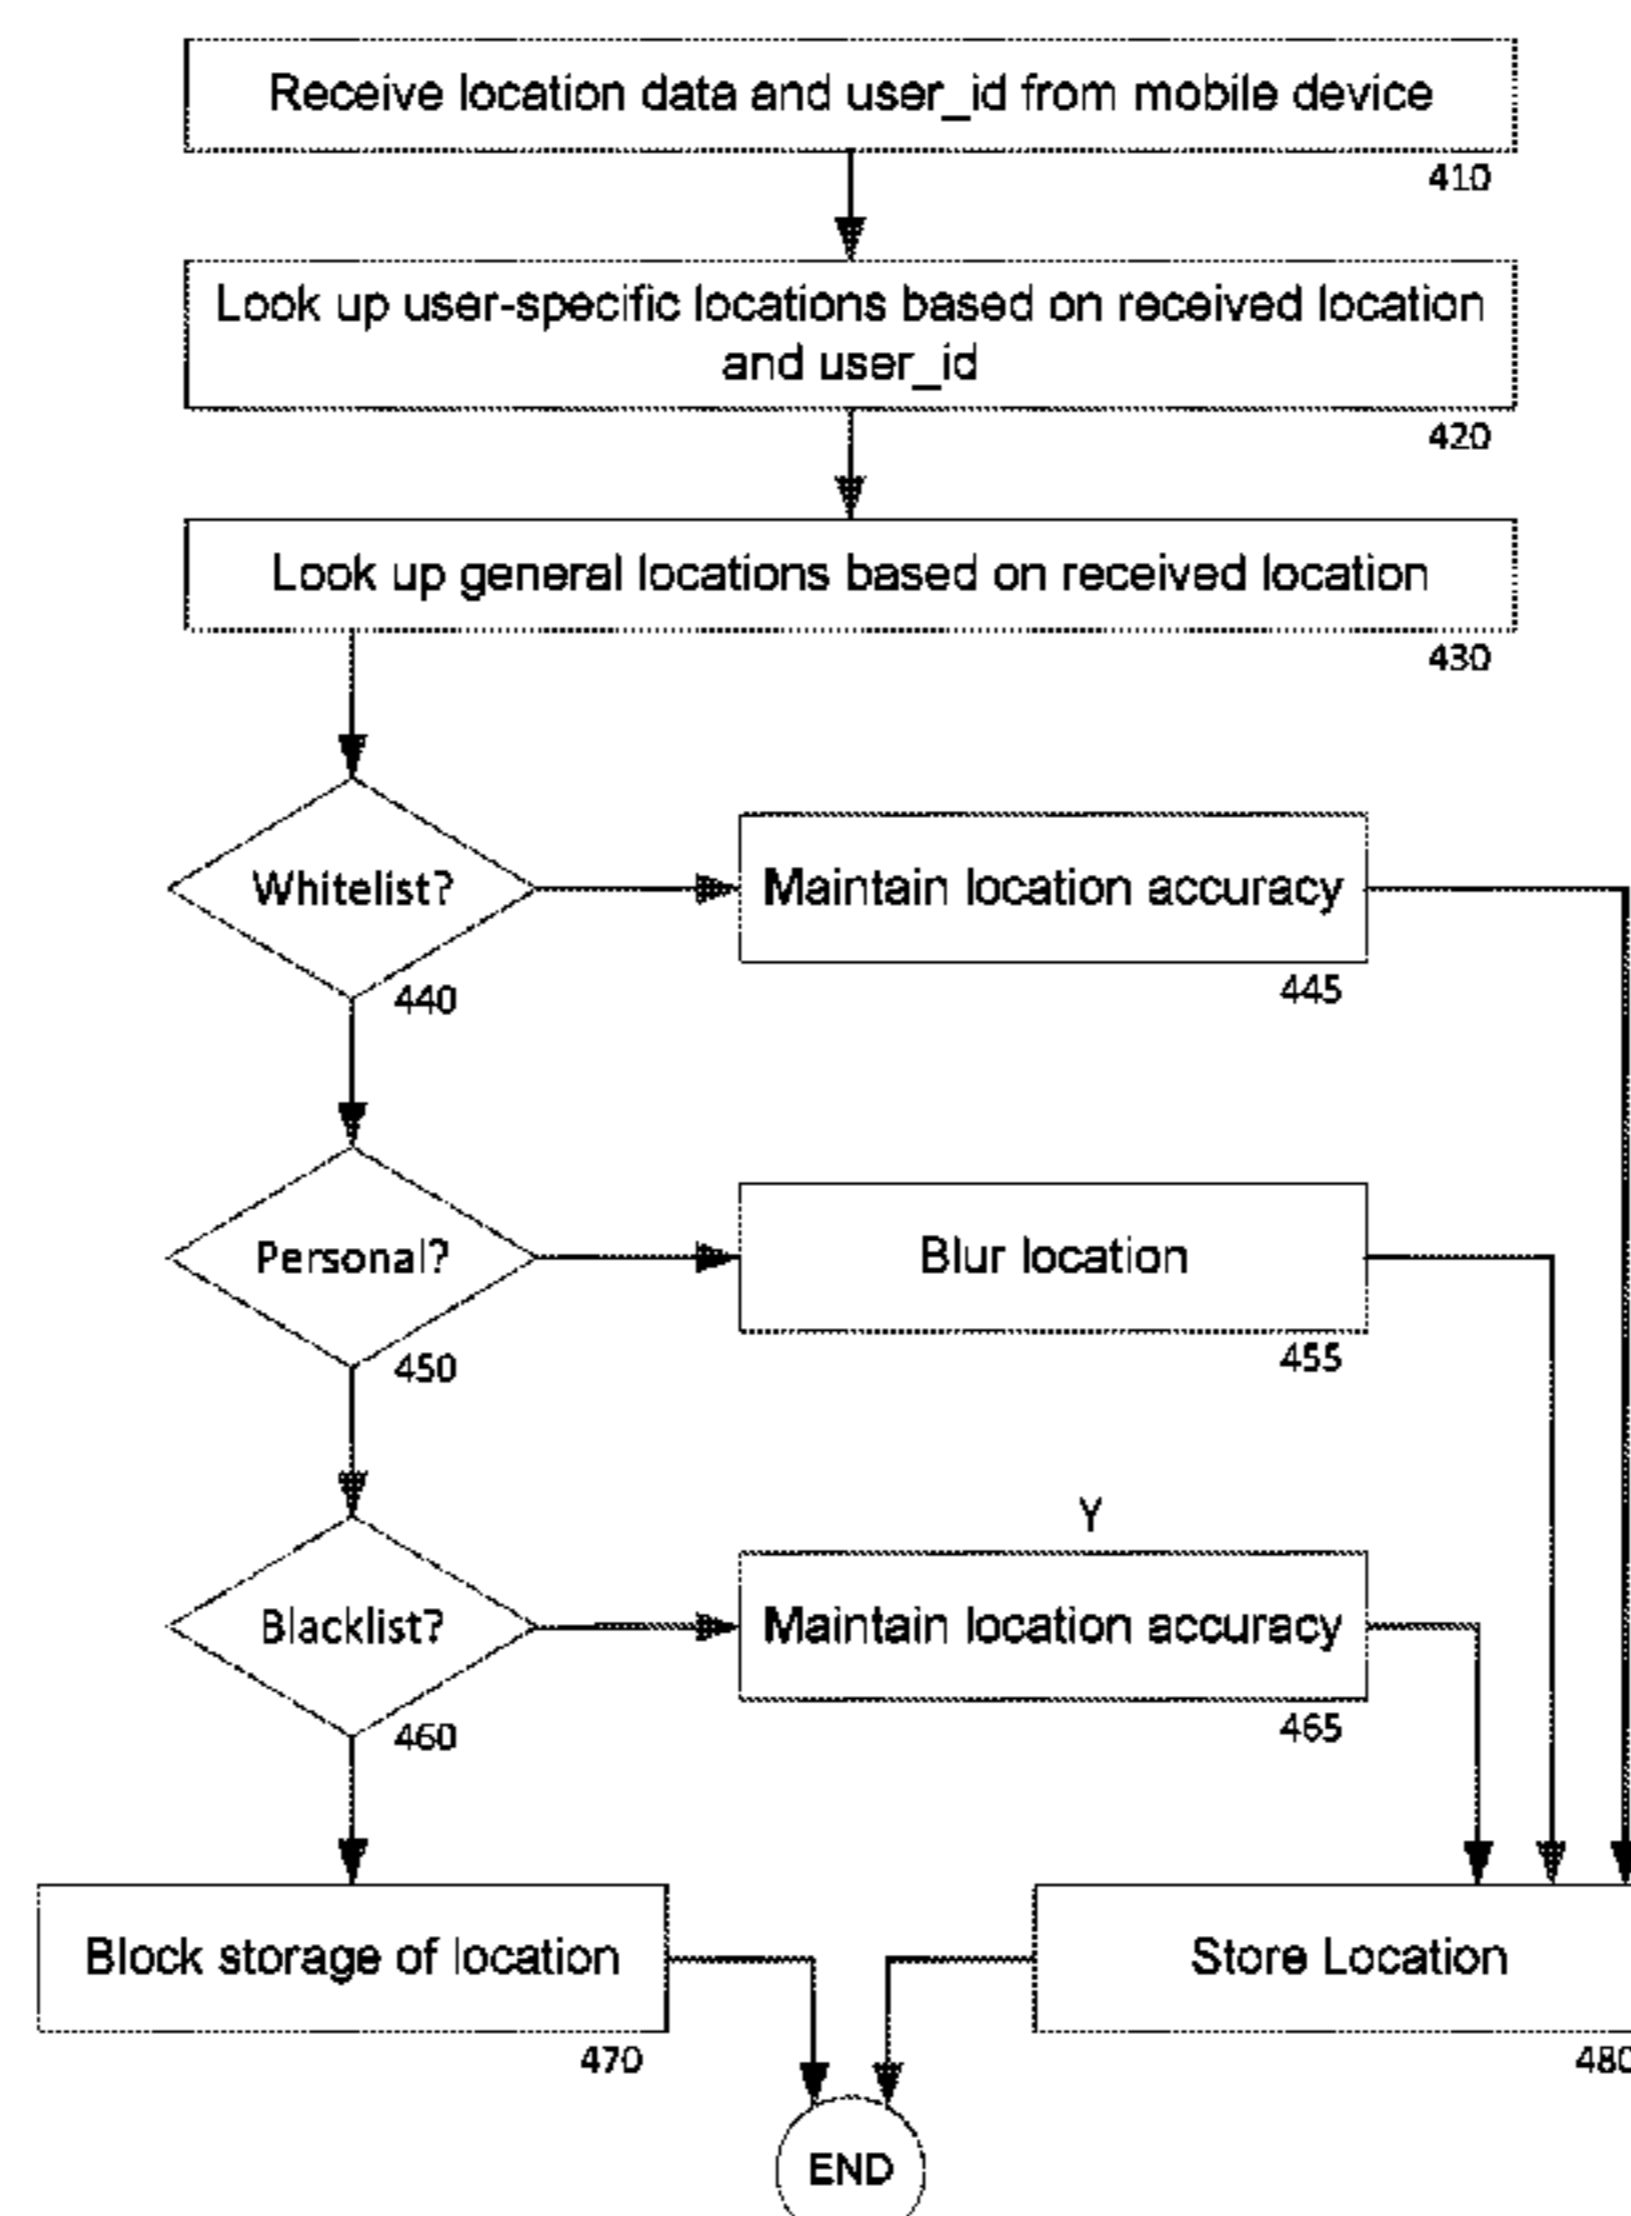 Receive location data and user_id from mobile device
410
Look up user-specific locations based on received location
and user_id
420
Look up general locations based on received location
430
Whitelist?
440
Maintain location accuracy
445
Personal?
450
Blur location
455
Y
Blacklist?
460
Maintain location accuracy
465
Block storage of location
470
Store Location
480
END